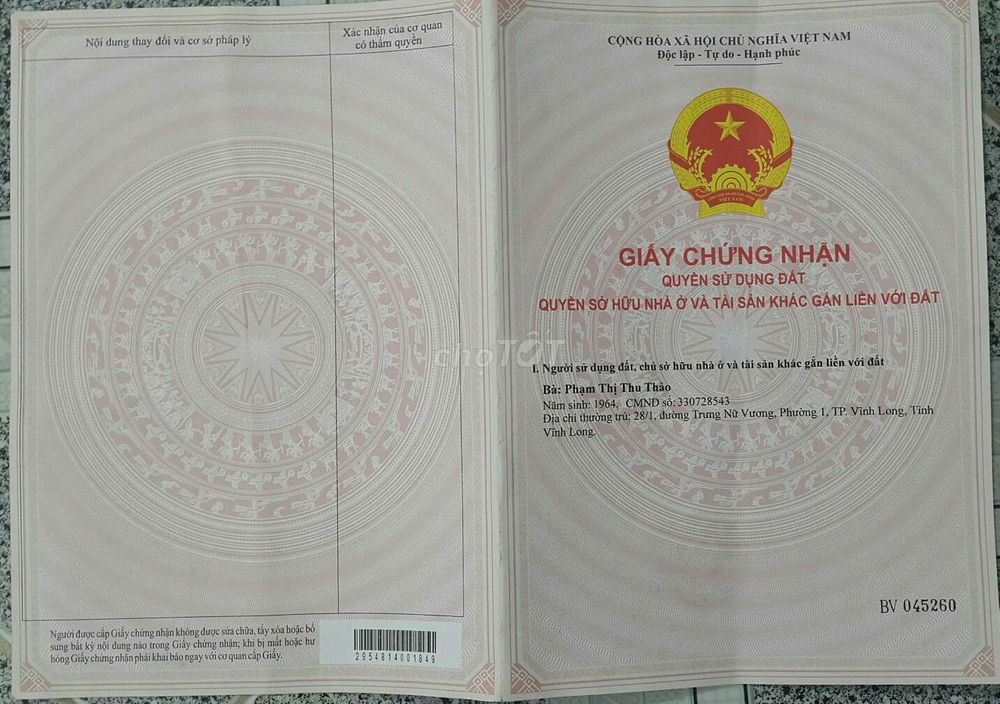 Nội dung thay đổi và cơ sở pháp lý
Xác nhận của cơ quan
có thẩm quyền
Người được cấp Giấy chứng nhận không được sửa chữa, tẩy xóa hoặc bổ
sung bất kỳ nội dung nào trong Giấy chứng nhận; khi bị mất hoặc hư
hỏng Giấy chứng nhận phải khai báo ngay với cơ quan cấp Giấy.
2954814001849
CỘNG HÒA XÃ HỘI CHỦ NGHĨA VIỆT NAM
Độc lập - Tự do - Hạnh phúc
VIỆT NAM
GIẤY CHỨNG NHẬN
QUYỀN SỬ DỤNG ĐẤT
QUYỀN SỞ HỮU NHÀ Ở VÀ TÀI SẢN KHÁC GẮN LIỀN VỚI ĐẤT
chợTỐT
I. Người sử dụng đất, chủ sở hữu nhà ở và tài sản khác gắn liền với đất
Bà: Phạm Thị Thu Thảo
Năm sinh: 1964, CMND số: 330728543
Địa chỉ thường trú: 28/1, đường Trưng Nữ Vương, Phường 1, TP. Vĩnh Long, Tỉnh
Vĩnh Long.
BV 045260